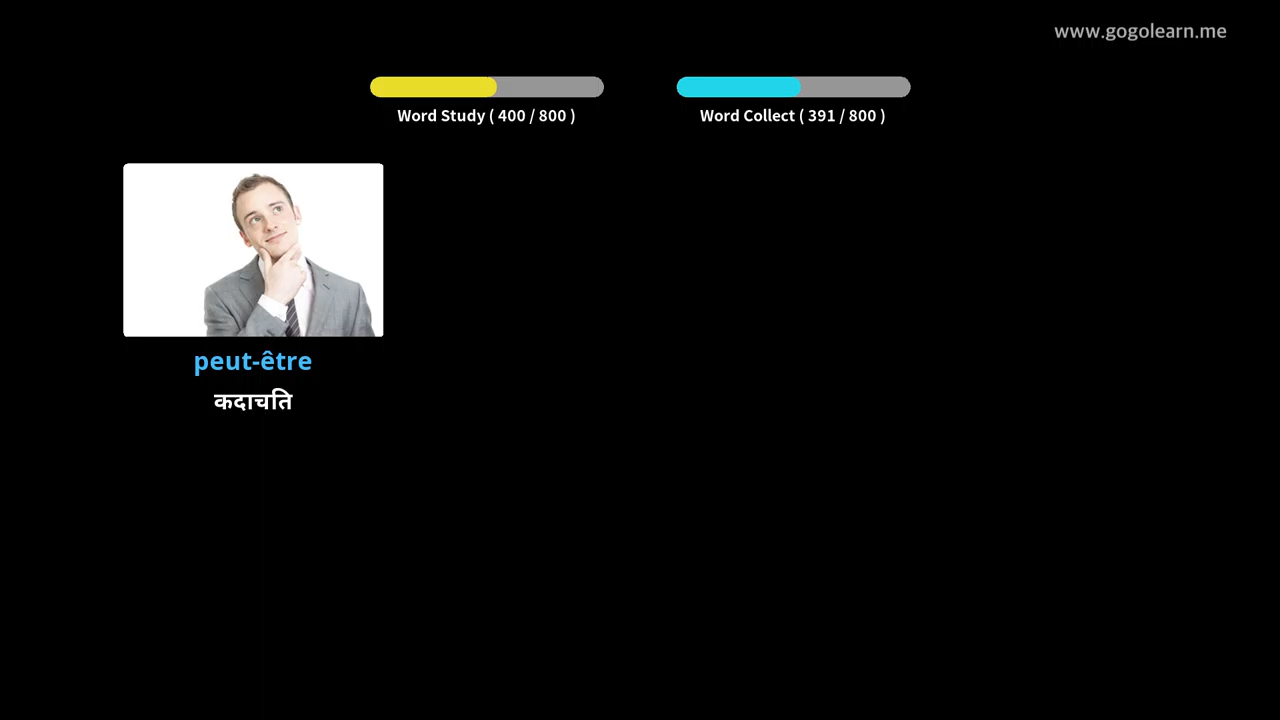 www.gogolearn.me
Word Study ( 400 / 800 )
Word Collect ( 391 / 800 )
peut-être
कदाचति